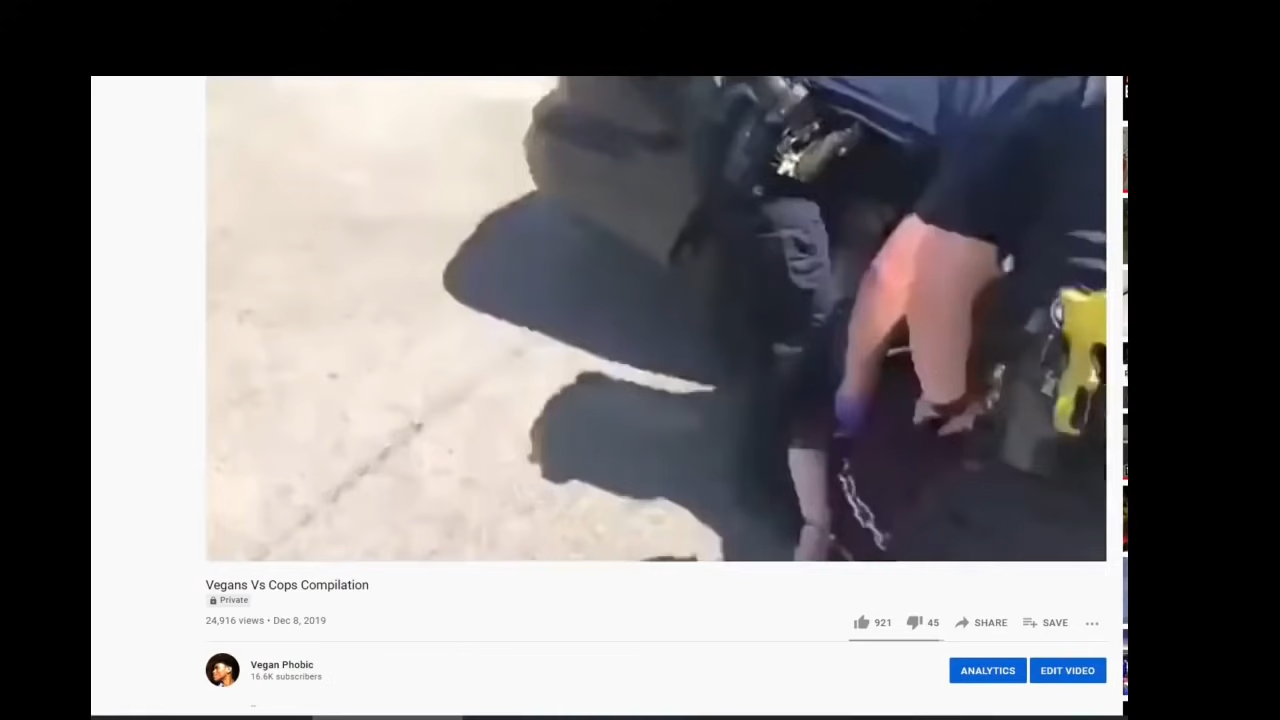 Vegans Vs Cops Compilation
Private
24,916 views • Dec 8, 2019
921 45 SHARE SAVE
Vegan Phobic
16.6K subscribers
ANALYTICS EDIT VIDEO